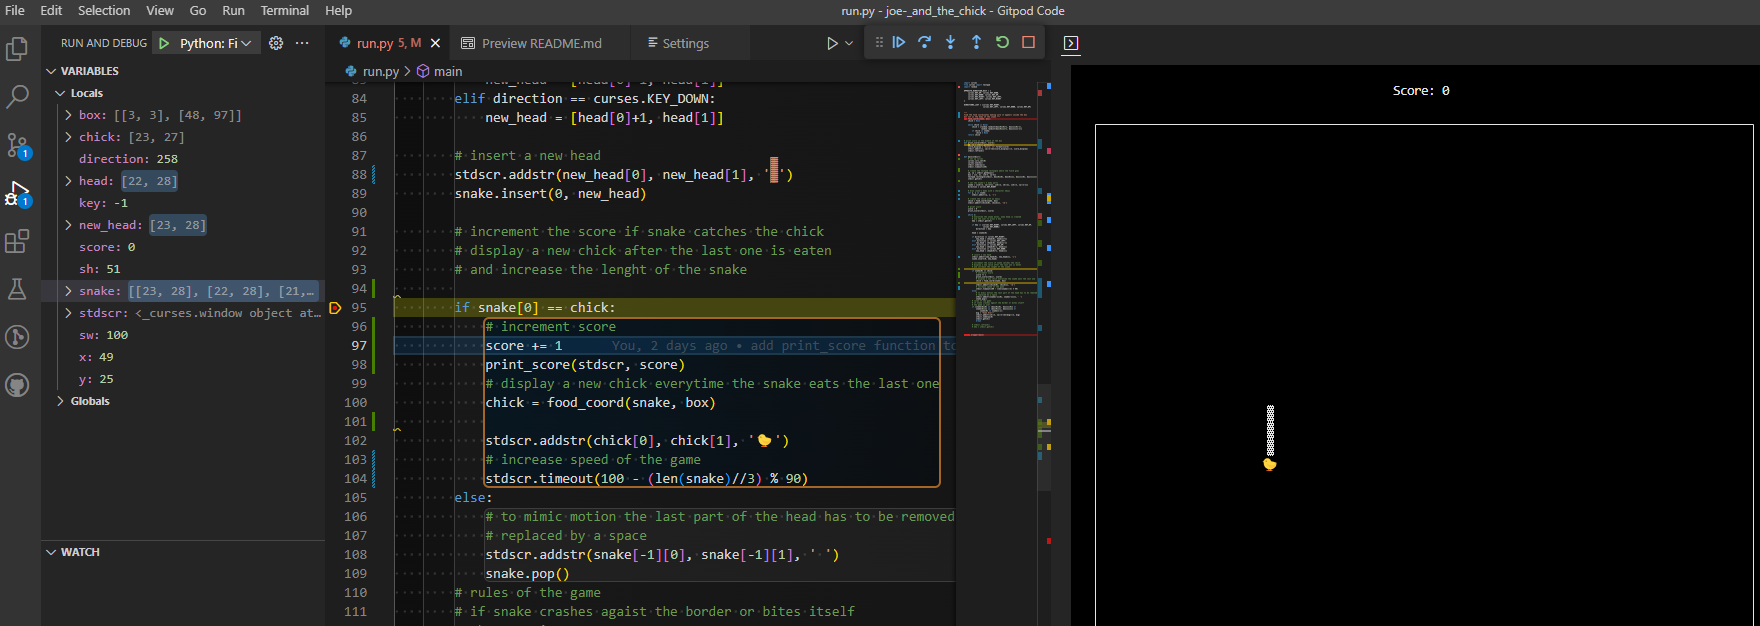 File Edit Selection View Go Run Terminal Help
run.py - joe-_and_the_chick - Gitpod Code
RUN AND DEBUG Python: Fi
run.py 5, M
Preview README.md
Settings
run.py > main
VARIABLES
Locals
box: [[3, 3], [48, 97]]
chick: [23, 27]
direction: 258
head: [22, 28]
key: -1
new_head: [23, 28]
score: 0
sh: 51
snake: [[23, 28], [22, 28], [21,…
stdscr: <_curses.window object at…
sw: 100
x: 49
y: 25
Globals
WATCH
1
1
84 elif direction == curses.KEY_DOWN:
85 new_head = [head[0]+1, head[1]]
86
87 # insert a new head
88 stdscr.addstr(new_head[0], new_head[1], '▒')
89 snake.insert(0, new_head)
90
91 # increment the score if snake catches the chick
92 # display a new chick after the last one is eaten
93 # and increase the lenght of the snake
94
95 if snake[0] == chick:
96 # increment score
97 score += 1 You, 2 days ago • add print_score function to
98 print_score(stdscr, score)
99 # display a new chick everytime the snake eats the last one
100 chick = food_coord(snake, box)
101
102 stdscr.addstr(chick[0], chick[1], '🐤')
103 # increase speed of the game
104 stdscr.timeout(100 - (len(snake)//3) % 90)
105 else:
106 # to mimic motion the last part of the head has to be removed
107 # replaced by a space
108 stdscr.addstr(snake[-1][0], snake[-1][1], ' ')
109 snake.pop()
110 # rules of the game
111 # if snake crashes agaist the border or bites itself
Score: 0